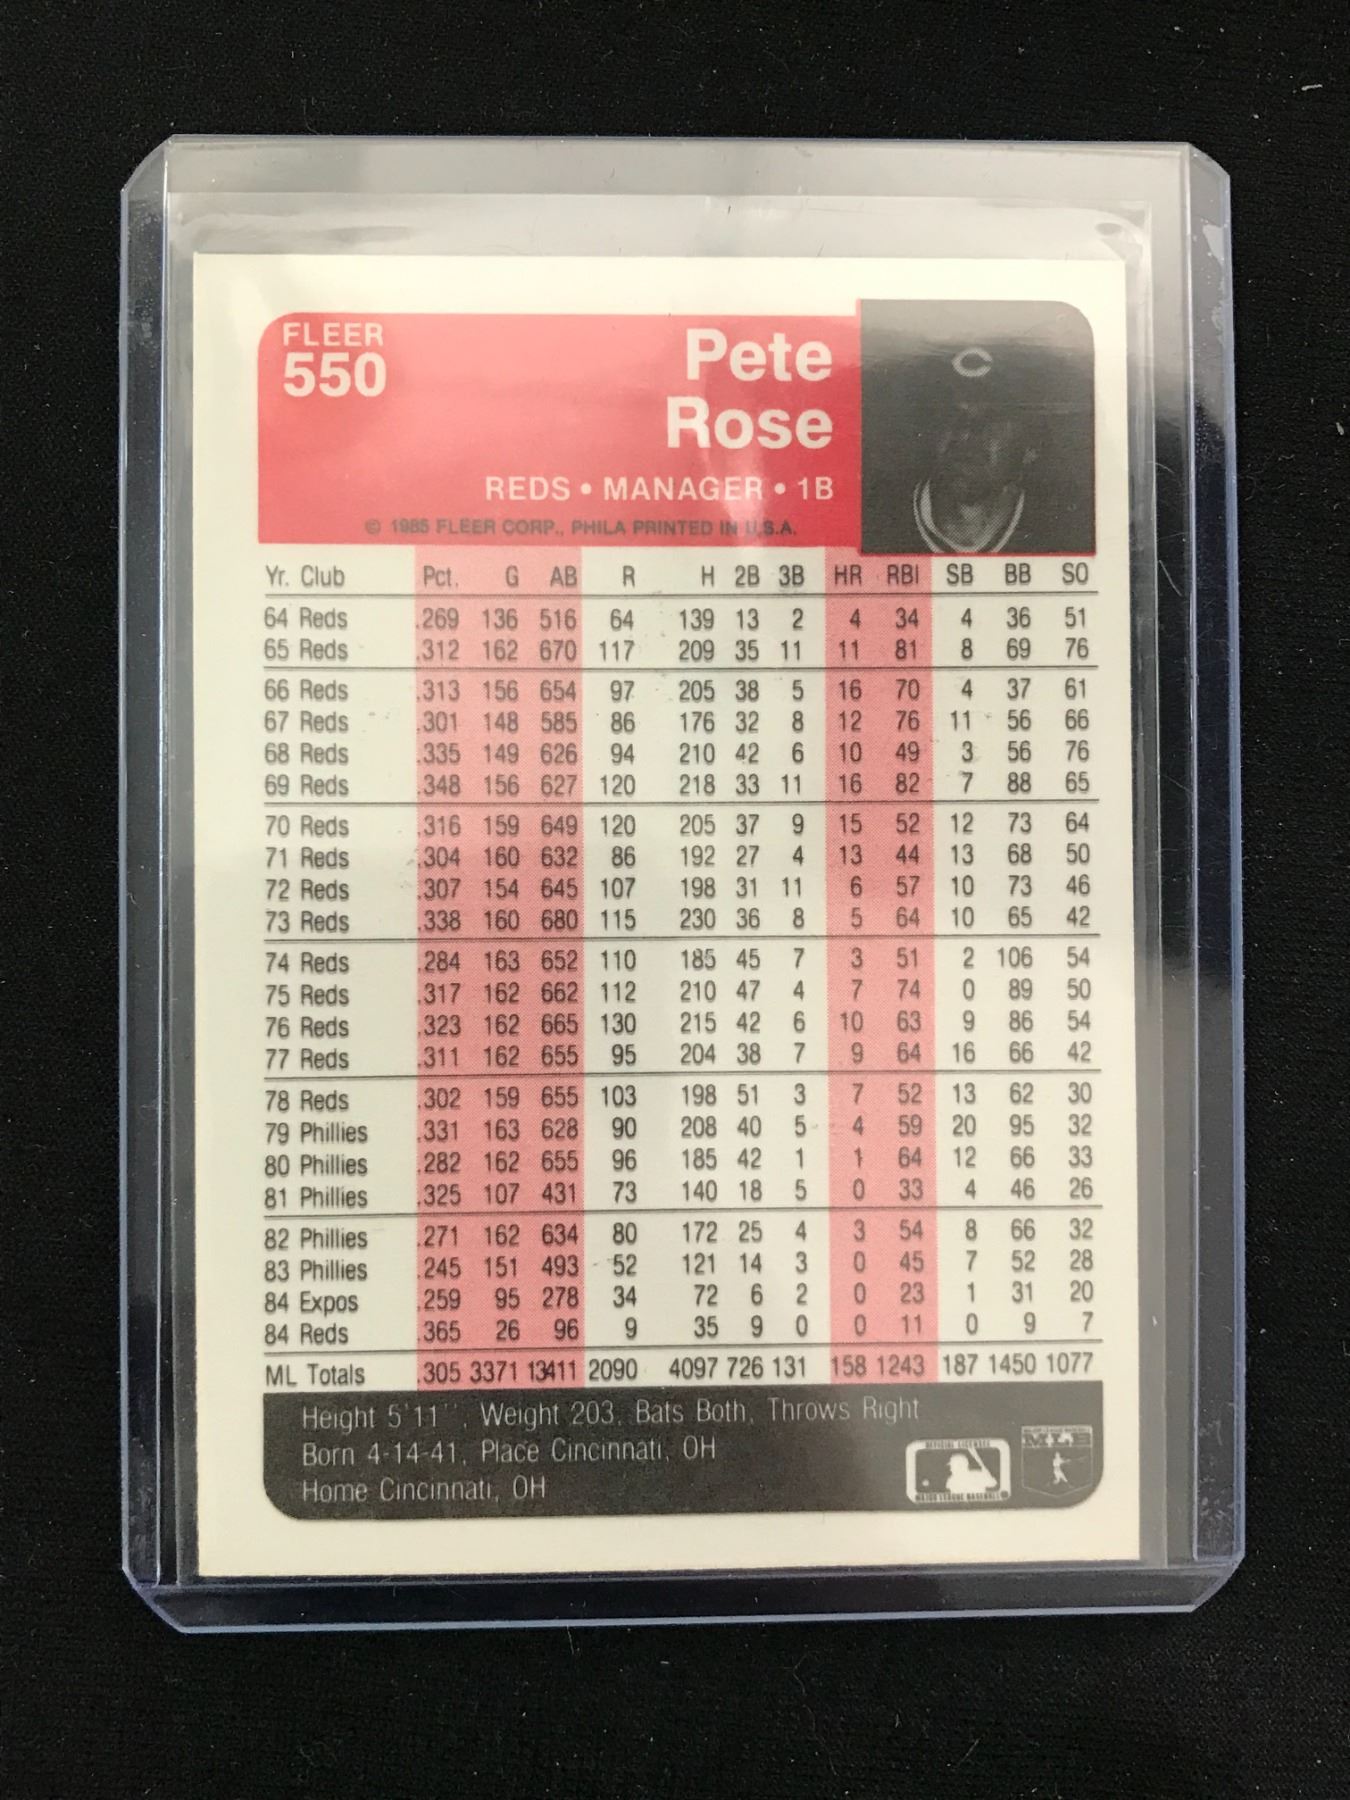 FLEER
550
Pete
Rose
REDS • MANAGER • 1B
© 1985 FLEER CORP., PHILA PRINTED IN U.S.A.
Yr. Club Pct. G AB R H 2B 3B HR RBI SB BB SO
64 Reds .269 136 516 64 139 13 2 4 34 4 36 51
65 Reds .312 162 670 117 209 35 11 11 81 8 69 76
66 Reds .313 156 654 97 205 38 5 16 70 4 37 61
67 Reds .301 148 585 86 176 32 8 12 76 11 56 66
68 Reds .335 149 626 94 210 42 6 10 49 3 56 76
69 Reds .348 156 627 120 218 33 11 16 82 7 88 65
70 Reds .316 159 649 120 205 37 9 15 52 12 73 64
71 Reds .304 160 632 86 192 27 4 13 44 13 68 50
72 Reds .307 154 645 107 198 31 11 6 57 10 73 46
73 Reds .338 160 680 115 230 36 8 5 64 10 65 42
74 Reds .284 163 652 110 185 45 7 3 51 2 106 54
75 Reds .317 162 662 112 210 47 4 7 74 0 89 50
76 Reds .323 162 665 130 215 42 6 10 63 9 86 54
77 Reds .311 162 655 95 204 38 7 9 64 16 66 42
78 Reds .302 159 655 103 198 51 3 7 52 13 62 30
79 Phillies .331 163 628 90 208 40 5 4 59 20 95 32
80 Phillies .282 162 655 96 185 42 1 1 64 12 66 33
81 Phillies .325 107 431 73 140 18 5 0 33 4 46 26
82 Phillies .271 162 634 80 172 25 4 3 54 8 66 32
83 Phillies .245 151 493 52 121 14 3 0 45 7 52 28
84 Expos .259 95 278 34 72 6 2 0 23 1 31 20
84 Reds .365 26 96 9 35 9 0 0 11 0 9 7
ML Totals .305 3371 13411 2090 4097 726 131 158 1243 187 1450 1077
Height 5'11'', Weight 203, Bats Both, Throws Right
Born 4-14-41, Place Cincinnati, OH
Home Cincinnati, OH
OFFICIAL LICENSEE
MAJOR LEAGUE BASEBALL